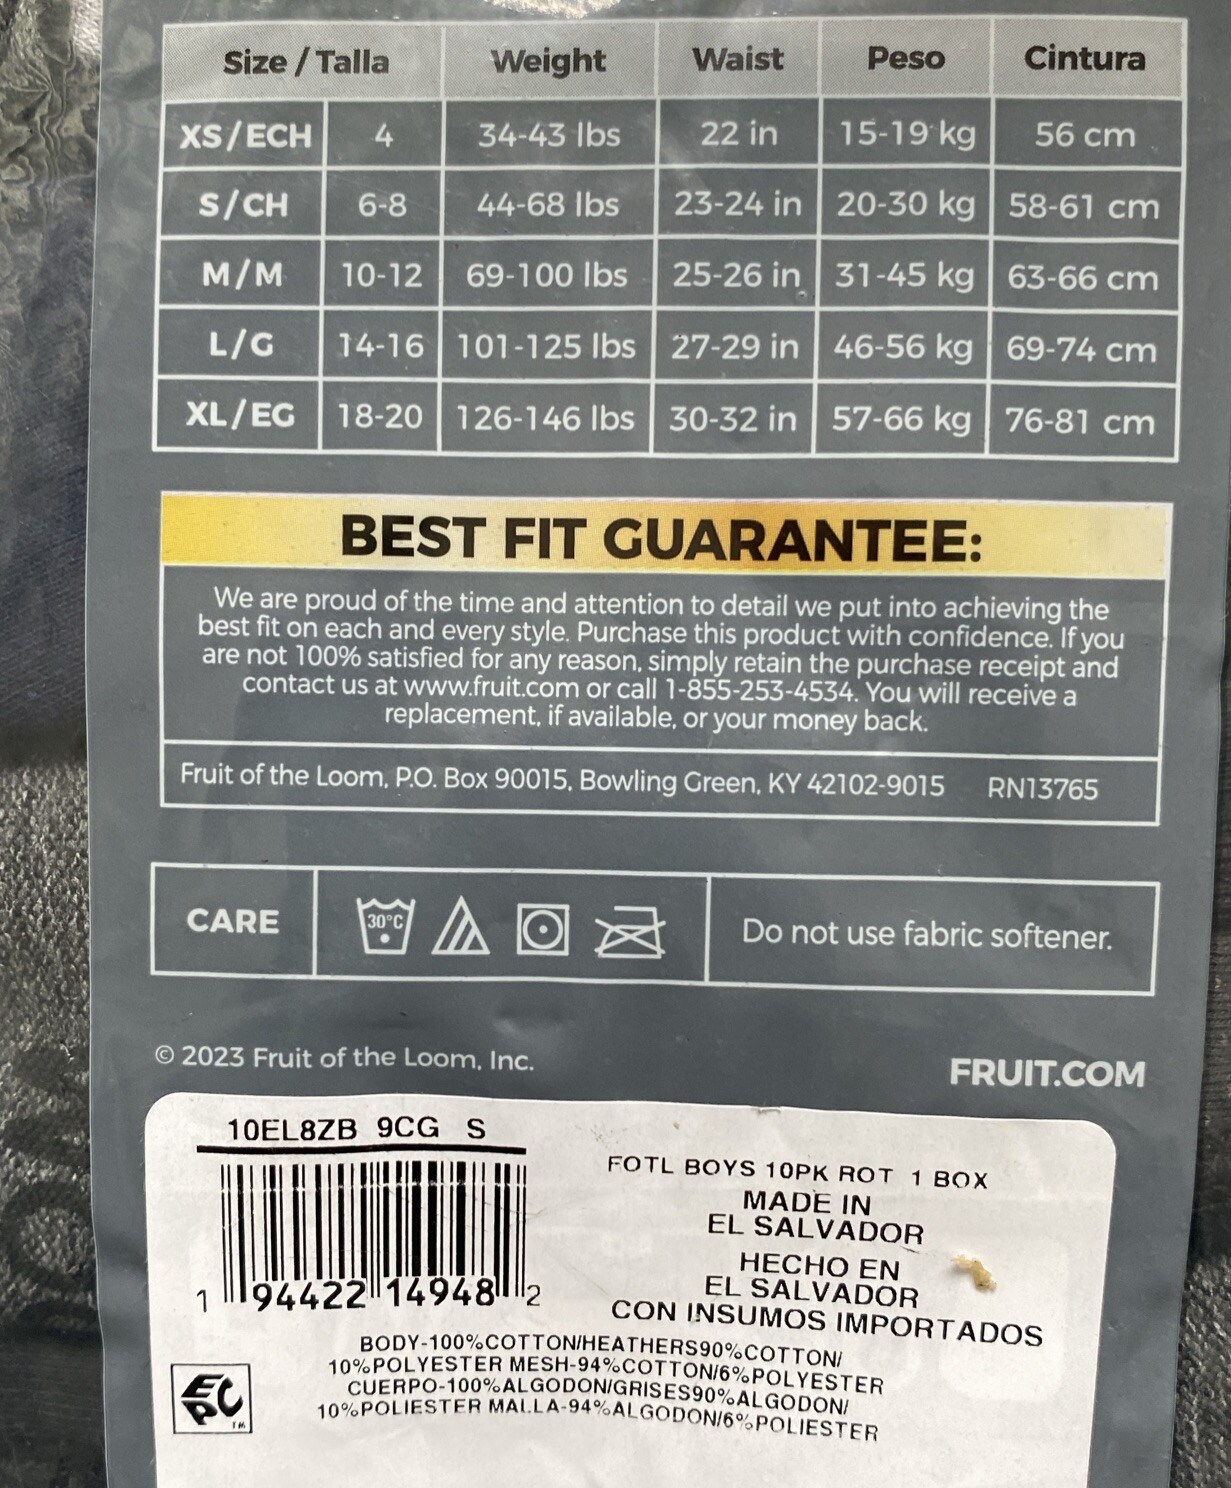 Size / Talla Weight Waist Peso Cintura
XS/ECH 4 34-43 lbs 22 in 15-19 kg 56 cm
S/CH 6-8 44-68 lbs 23-24 in 20-30 kg 58-61 cm
M/M 10-12 69-100 lbs 25-26 in 31-45 kg 63-66 cm
L/G 14-16 101-125 lbs 27-29 in 46-56 kg 69-74 cm
XL/EG 18-20 126-146 lbs 30-32 in 57-66 kg 76-81 cm
BEST FIT GUARANTEE:
We are proud of the time and attention to detail we put into achieving the
best fit on each and every style. Purchase this product with confidence. If you
are not 100% satisfied for any reason, simply retain the purchase receipt and
contact us at www.fruit.com or call 1-855-253-4534. You will receive a
replacement, if available, or your money back.
Fruit of the Loom, P.O. Box 90015, Bowling Green, KY 42102-9015 RN13765
CARE 30°C Do not use fabric softener.
© 2023 Fruit of the Loom, Inc. FRUIT.COM
10EL8ZB 9CG S
1 94422 14948 2
FOTL BOYS 10PK ROT 1 BOX
MADE IN
EL SALVADOR
HECHO EN
EL SALVADOR
CON INSUMOS IMPORTADOS
BODY-100%COTTON/HEATHERS90%COTTON/
10%POLYESTER MESH-94%COTTON/6%POLYESTER
CUERPO-100%ALGODON/GRISES90%ALGODON/
10%POLIESTER MALLA-94%ALGODON/6%POLIESTER
EPC TM